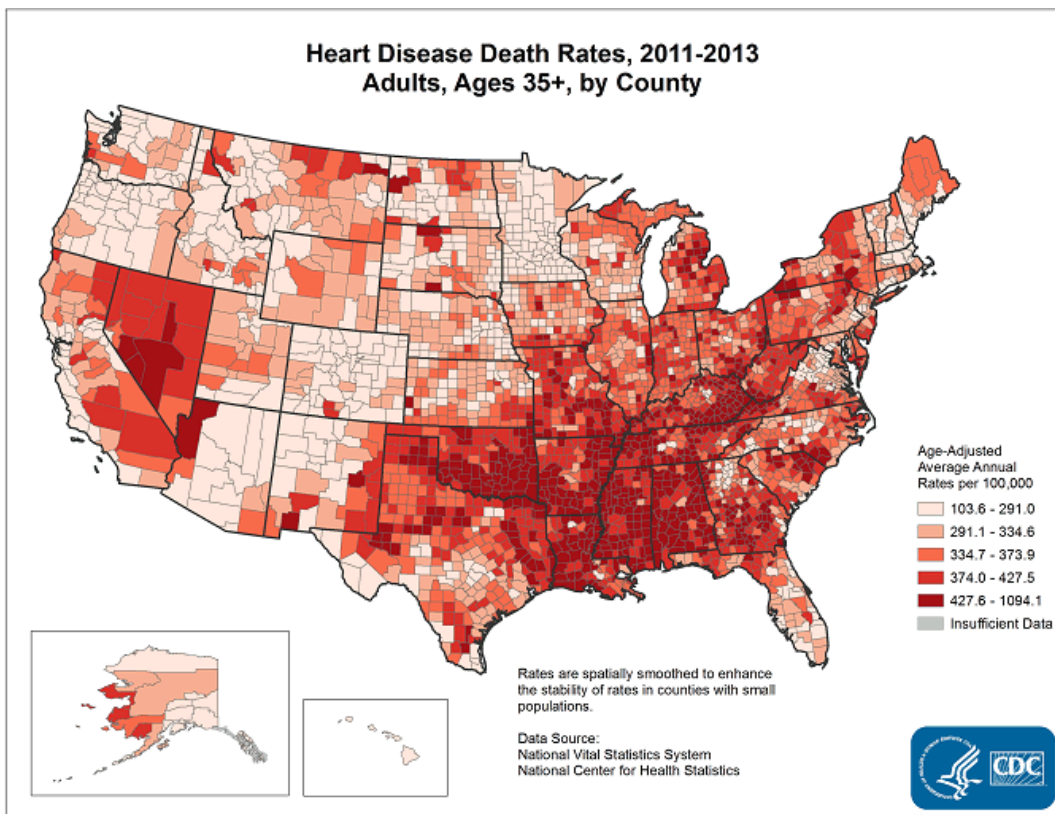 Heart Disease Death Rates, 2011-2013
Adults, Ages 35+, by County
Age-Adjusted
Average Annual
Rates per 100,000
103.6 - 291.0
291.1 - 334.6
334.7 - 373.9
374.0 - 427.5
427.6 - 1094.1
Insufficient Data
Rates are spatially smoothed to enhance
the stability of rates in counties with small
populations.
Data Source:
National Vital Statistics System
National Center for Health Statistics
CDC